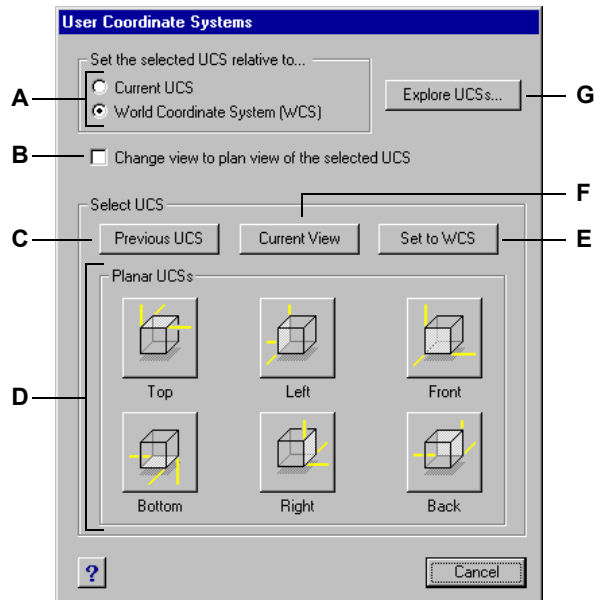 User Coordinate Systems
Set the selected UCS relative to...
A
Current UCS
World Coordinate System (WCS)
Explore UCSs...
G
B
Change view to plan view of the selected UCS
F
Select UCS
C
Previous UCS
Current View
Set to WCS
E
Planar UCSs
D
Top
Left
Front
Bottom
Right
Back
?
Cancel